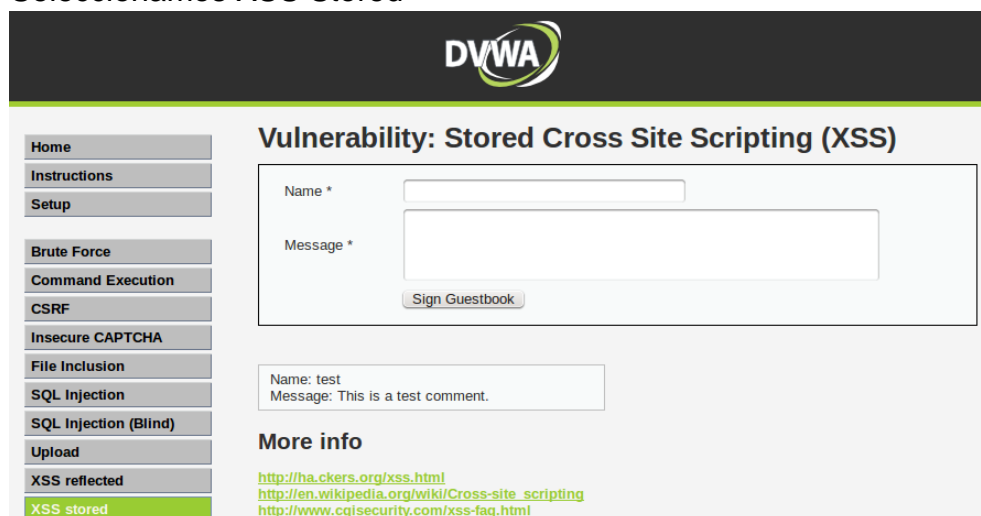 Seleccionamos XSS Stored
DVWA
Home
Instructions
Setup
Brute Force
Command Execution
CSRF
Insecure CAPTCHA
File Inclusion
SQL Injection
SQL Injection (Blind)
Upload
XSS reflected
XSS stored
Vulnerability: Stored Cross Site Scripting (XSS)
Name *
Message *
Sign Guestbook
Name: test
Message: This is a test comment.
More info
http://ha.ckers.org/xss.html
http://en.wikipedia.org/wiki/Cross-site_scripting
http://www.cgisecurity.com/xss-faq.html